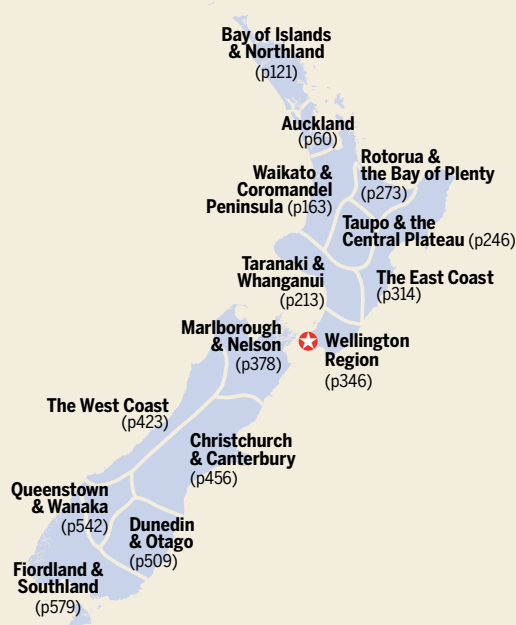 Bay of Islands
& Northland
(p121)
Auckland
(p60)
Rotorua &
the Bay of Plenty
(p273)
Waikato &
Coromandel
Peninsula (p163)
Taupo & the
Central Plateau (p246)
Taranaki &
Whanganui
(p213)
The East Coast
(p314)
Marlborough
& Nelson
(p378)
Wellington
Region
(p346)
The West Coast
(p423)
Christchurch
& Canterbury
(p456)
Queenstown
& Wanaka
(p542)
Dunedin
& Otago
(p509)
Fiordland &
Southland
(p579)